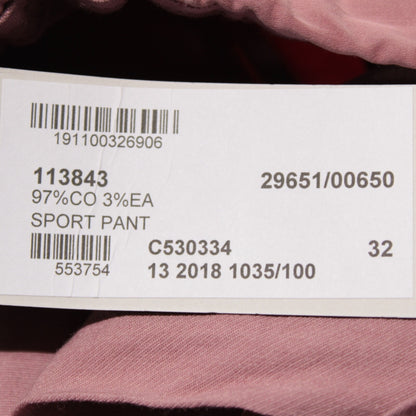 191100326906
113843 29651/00650
97%CO 3%EA
SPORT PANT
C530334 32
553754 13 2018 1035/100